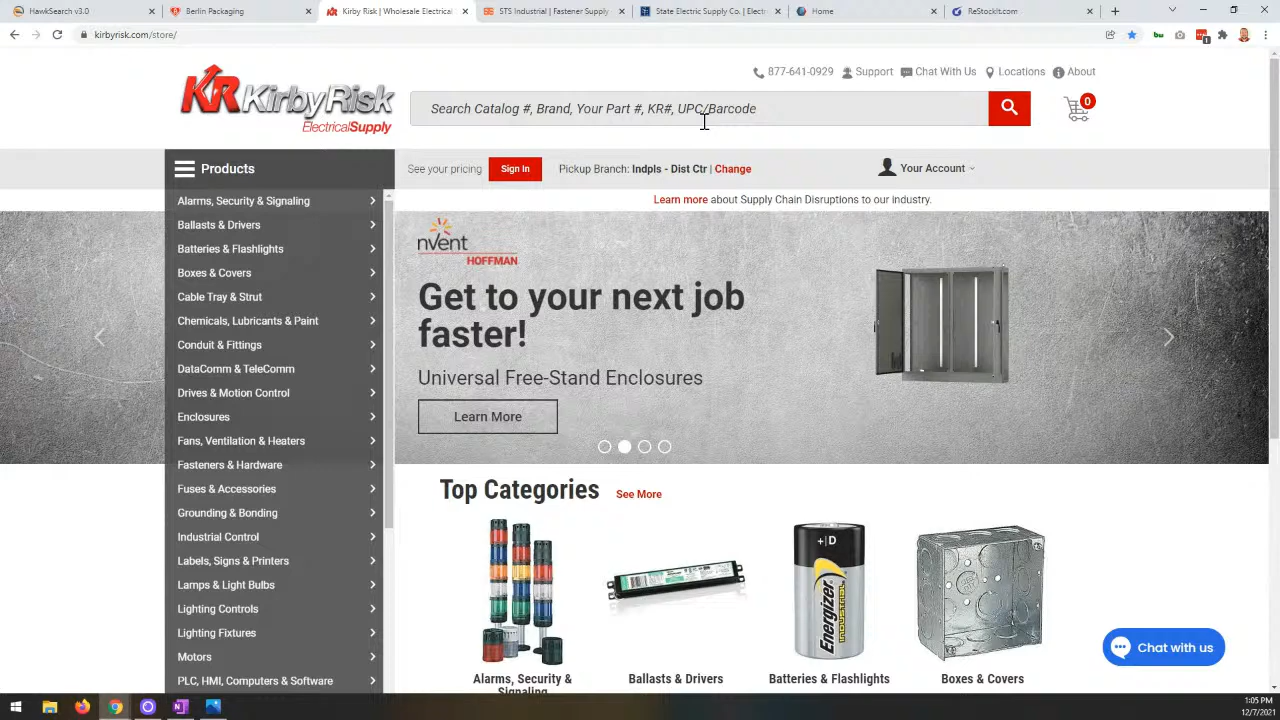 HawkSearch v3.0
Berlin Packaging
Kirby Risk | Wholesale Electrical
STS Industrial | Fastener Supply
State Electric Supply Co. | Electri
Home
ReStockIt.com
kirbyrisk.com/store/
KR KirbyRisk
Electrical Supply
877-641-0929 Support Chat With Us Locations About
Search Catalog #, Brand, Your Part #, KR#, UPC/Barcode
0
Products
See your pricing Sign In Pickup Branch: Indpls - Dist Ctr | Change Your Account
Learn more about Supply Chain Disruptions to our industry.
Alarms, Security & Signaling
Ballasts & Drivers
Batteries & Flashlights
Boxes & Covers
Cable Tray & Strut
Chemicals, Lubricants & Paint
Conduit & Fittings
DataComm & TeleComm
Drives & Motion Control
Enclosures
Fans, Ventilation & Heaters
Fasteners & Hardware
Fuses & Accessories
Grounding & Bonding
Industrial Control
Labels, Signs & Printers
Lamps & Light Bulbs
Lighting Controls
Lighting Fixtures
Motors
PLC, HMI, Computers & Software
nvent
HOFFMAN
Get to your next job
faster!
Universal Free-Stand Enclosures
Learn More
Top Categories See More
+|D
Energizer
INDUSTRIAL
Alarms, Security &
Signaling
Ballasts & Drivers
Batteries & Flashlights
Boxes & Covers
Chat with us
1:05 PM
12/7/2021